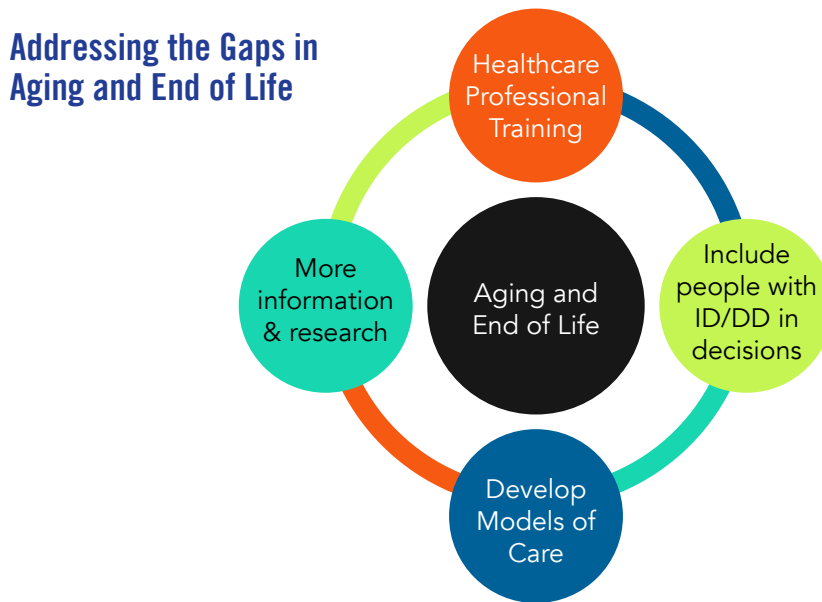 Addressing the Gaps in
Aging and End of Life
Healthcare
Professional
Training
More
information
& research
Aging and
End of Life
Include
people with
ID/DD in
decisions
Develop
Models of
Care